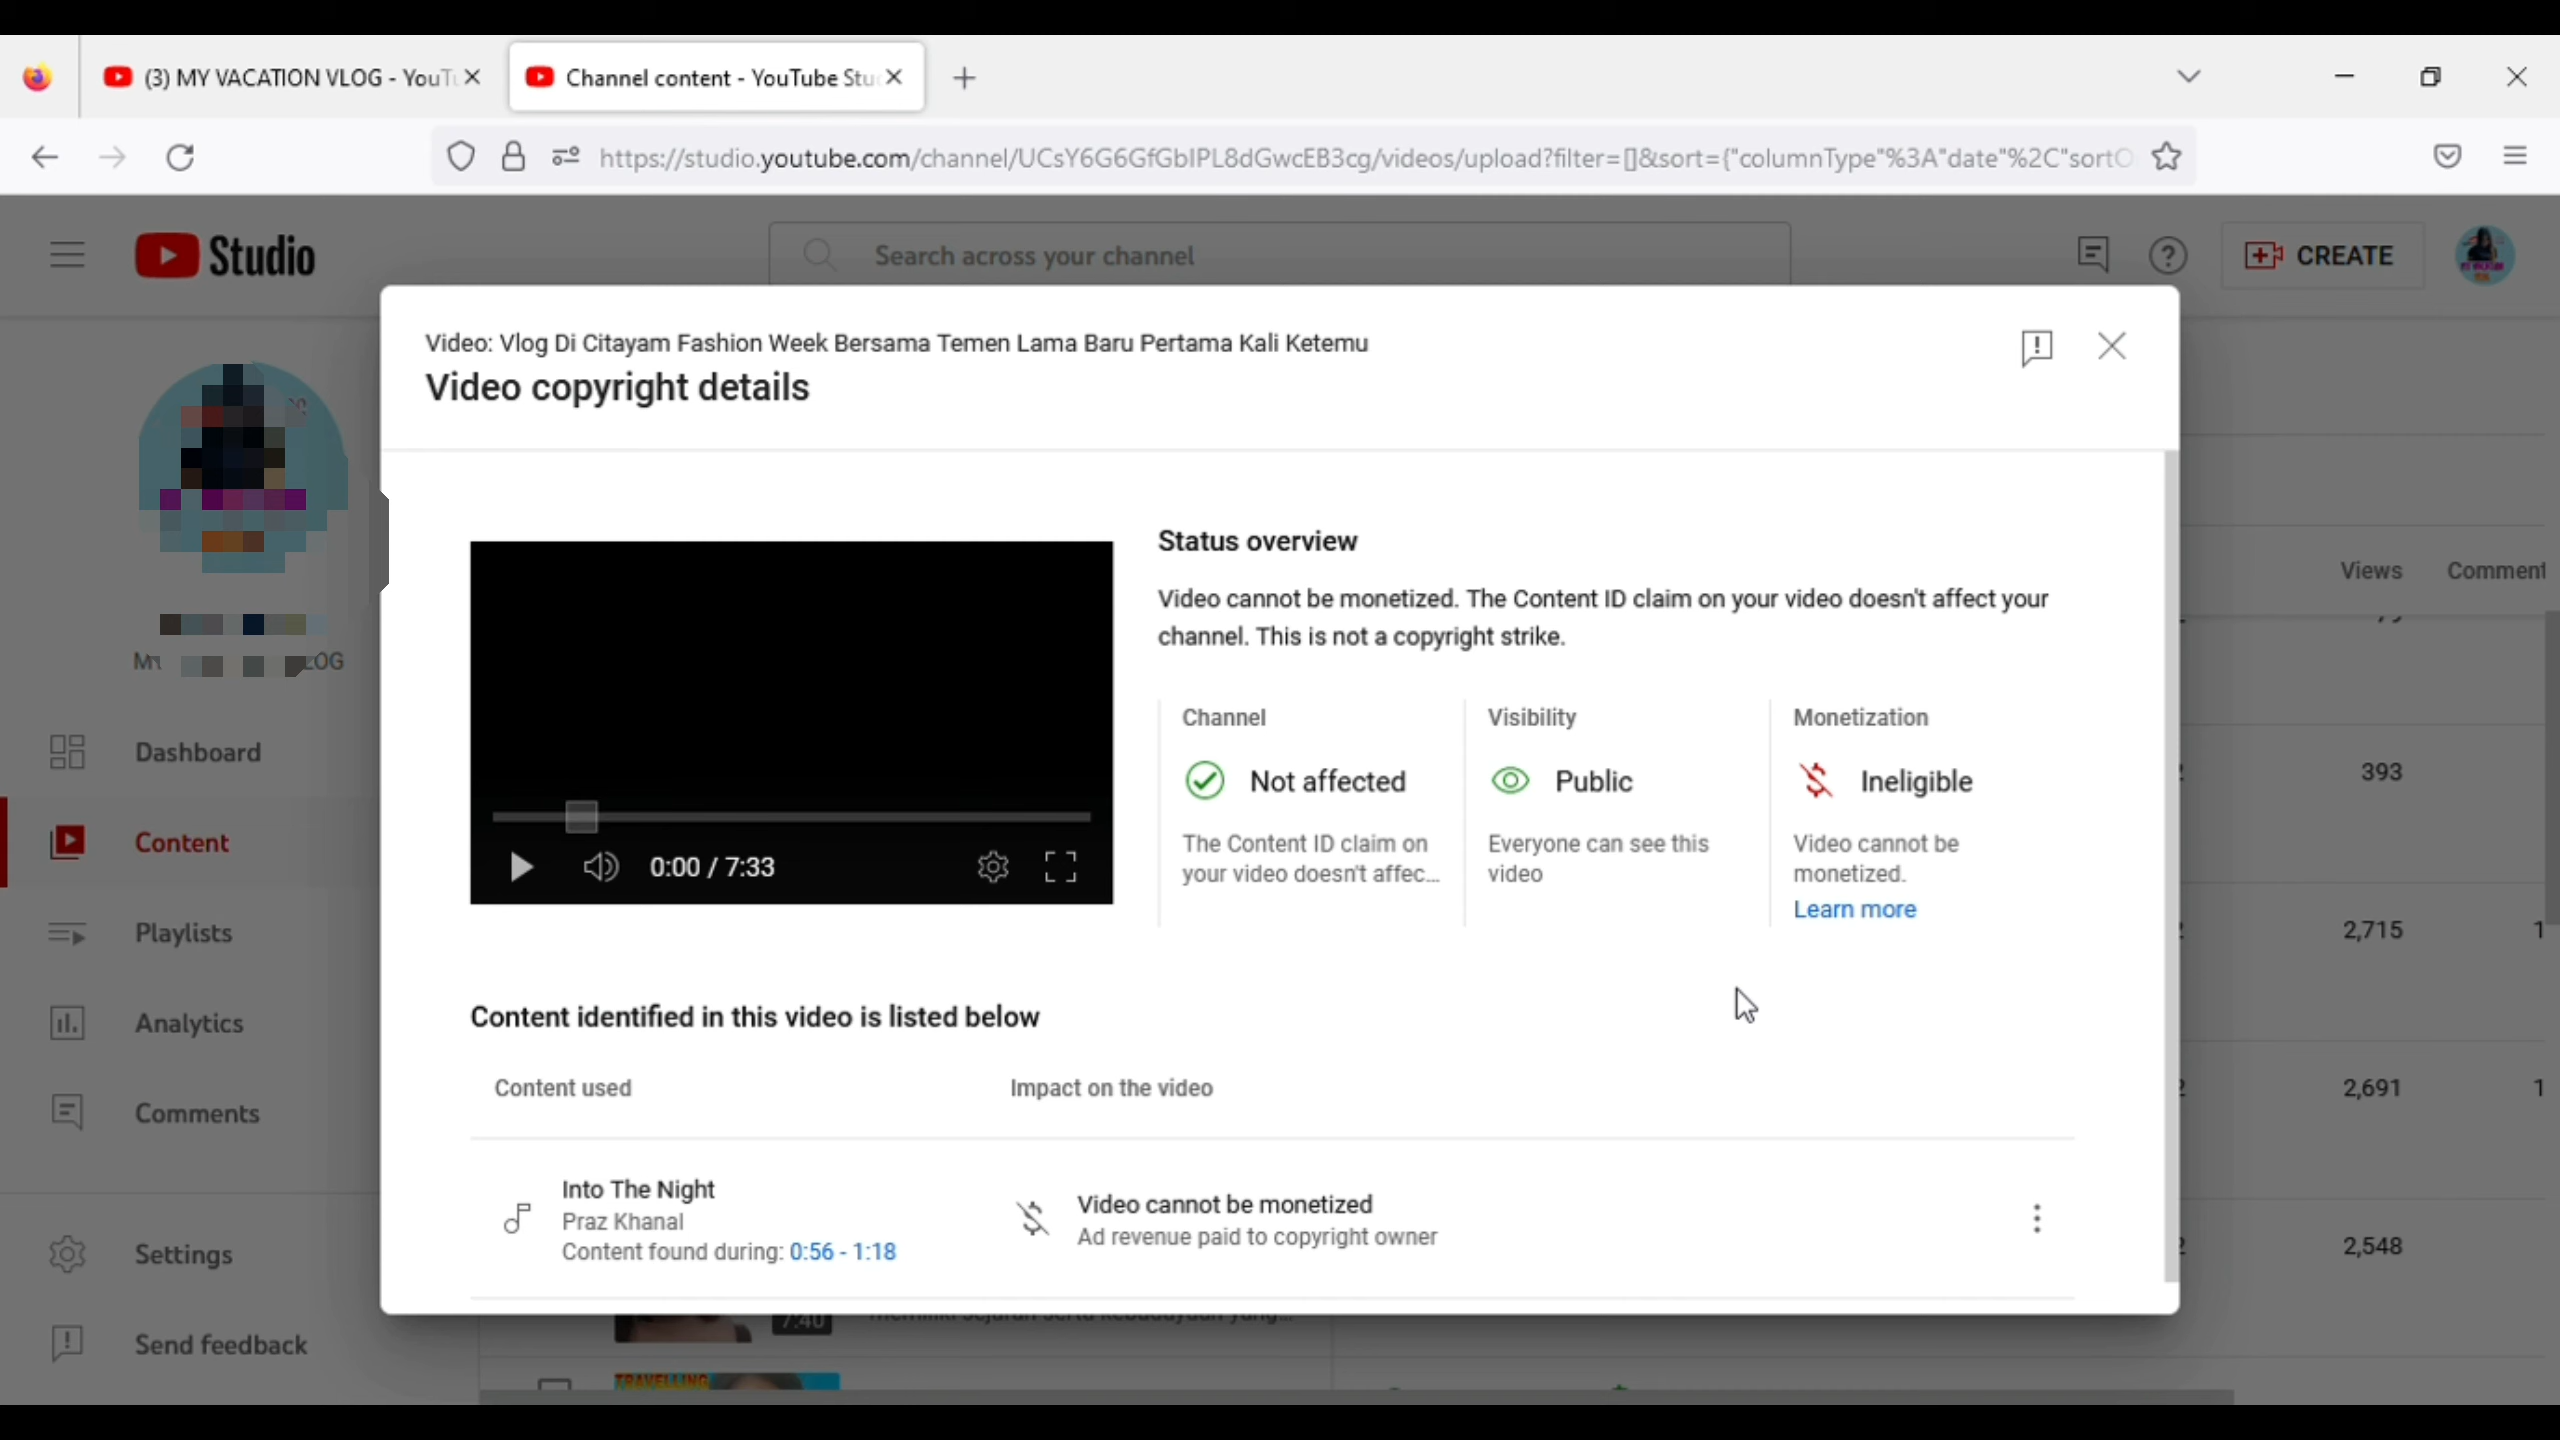 (3) MY VACATION VLOG - YouTu
Channel content - YouTube Stu
https://studio.youtube.com/channel/UCsY6G6GfGbIPL8dGwcEB3cg/videos/upload?filter=[]&sort={"columnType"%3A"date"%2C"sortO
Studio
Search across your channel
CREATE
Video: Vlog Di Citayam Fashion Week Bersama Temen Lama Baru Pertama Kali Ketemu
Video copyright details
Status overview
Video cannot be monetized. The Content ID claim on your video doesn't affect your
channel. This is not a copyright strike.
Channel
Visibility
Monetization
Not affected
Public
Ineligible
The Content ID claim on
your video doesn't affec...
Everyone can see this
video
Video cannot be
monetized.
Learn more
0:00 / 7:33
Content identified in this video is listed below
Content used
Impact on the video
Into The Night
Praz Khanal
Content found during: 0:56 - 1:18
Video cannot be monetized
Ad revenue paid to copyright owner
Dashboard
Content
Playlists
Analytics
Comments
Settings
Send feedback
Views
Comment
393
2,715
1
2,691
1
2,548
7:40
TRAVELLING